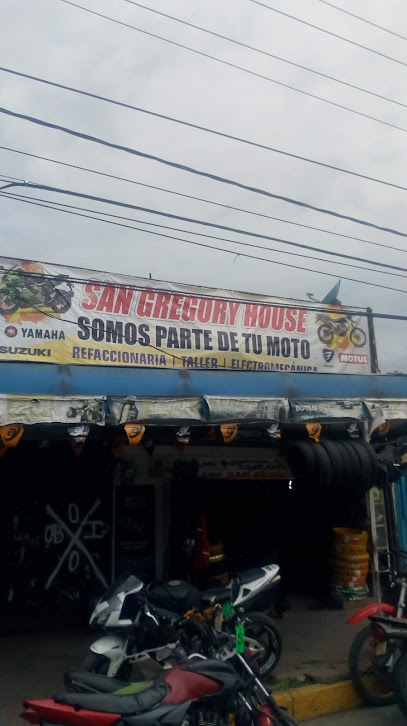 SAN GREGORY HOUSE
YAMAHA
SOMOS PARTE DE TU MOTO
SUZUKI
MOTUL
REFACCIONARIA | TALLER | ELECTROMECÁNICA